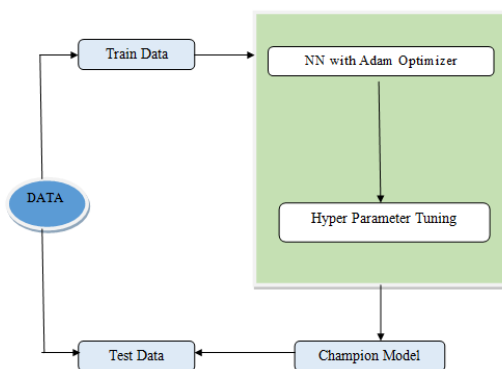 Train Data
NN with Adam Optimizer
DATA
Hyper Parameter Tuning
Test Data
Champion Model